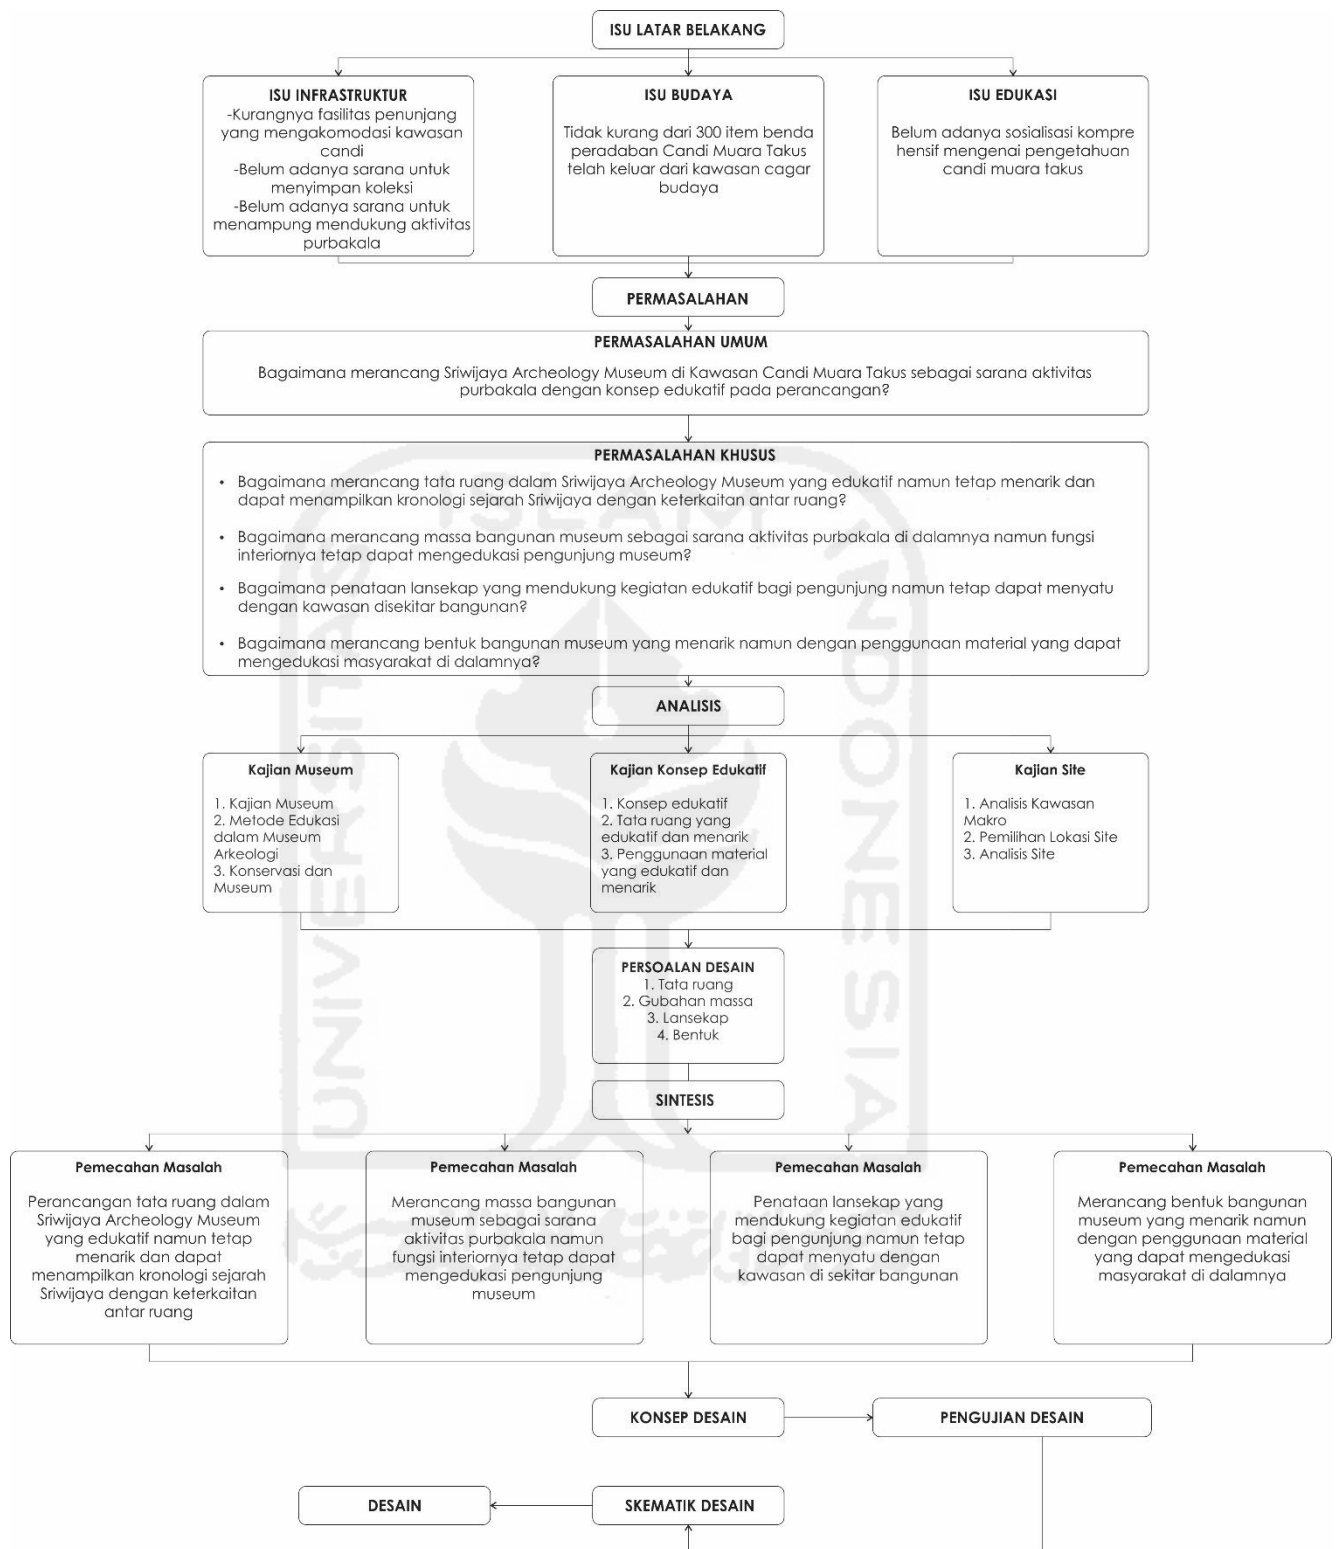 ISU LATAR BELAKANG
ISU INFRASTRUKTUR
-Kurangnya fasilitas penunjang
yang mengakomodasi kawasan
candi
-Belum adanya sarana untuk
menyimpan koleksi
-Belum adanya sarana untuk
menampung mendukung aktivitas
purbakala
ISU BUDAYA
Tidak kurang dari 300 item benda
peradaban Candi Muara Takus
telah keluar dari kawasan cagar
budaya
ISU EDUKASI
Belum adanya sosialisasi kompre
hensif mengenai pengetahuan
candi muara takus
PERMASALAHAN
PERMASALAHAN UMUM
Bagaimana merancang Sriwijaya Archeology Museum di Kawasan Candi Muara Takus sebagai sarana aktivitas
purbakala dengan konsep edukatif pada perancangan?
PERMASALAHAN KHUSUS
• Bagaimana merancang tata ruang dalam Sriwijaya Archeology Museum yang edukatif namun tetap menarik dan
dapat menampilkan kronologi sejarah Sriwijaya dengan keterkaitan antar ruang?
• Bagaimana merancang massa bangunan museum sebagai sarana aktivitas purbakala di dalamnya namun fungsi
interiornya tetap dapat mengedukasi pengunjung museum?
• Bagaimana penataan lansekap yang mendukung kegiatan edukatif bagi pengunjung namun tetap dapat menyatu
dengan kawasan disekitar bangunan?
• Bagaimana merancang bentuk bangunan museum yang menarik namun dengan penggunaan material yang dapat
mengedukasi masyarakat di dalamnya?
ANALISIS
Kajian Museum
1. Kajian Museum
2. Metode Edukasi
dalam Museum
Arkeologi
3. Konservasi dan
Museum
Kajian Konsep Edukatif
1. Konsep edukatif
2. Tata ruang yang
edukatif dan menarik
3. Penggunaan material
yang edukatif dan
menarik
Kajian Site
1. Analisis Kawasan
Makro
2. Pemilihan Lokasi Site
3. Analisis Site
PERSOALAN DESAIN
1. Tata ruang
2. Gubahan massa
3. Lansekap
4. Bentuk
SINTESIS
Pemecahan Masalah
Perancangan tata ruang dalam
Sriwijaya Archeology Museum
yang edukatif namun tetap
menarik dan dapat
menampilkan kronologi sejarah
Sriwijaya dengan keterkaitan
antar ruang
Pemecahan Masalah
Merancang massa bangunan
museum sebagai sarana
aktivitas purbakala namun
fungsi interiornya tetap dapat
mengedukasi pengunjung
museum
Pemecahan Masalah
Penataan lansekap yang
mendukung kegiatan edukatif
bagi pengunjung namun tetap
dapat menyatu dengan
kawasan di sekitar bangunan
Pemecahan Masalah
Merancang bentuk bangunan
museum yang menarik namun
dengan penggunaan material
yang dapat mengedukasi
masyarakat di dalamnya
KONSEP DESAIN
PENGUJIAN DESAIN
DESAIN
SKEMATIK DESAIN
UNIVERSITAS
ISLAM
INDONESIA